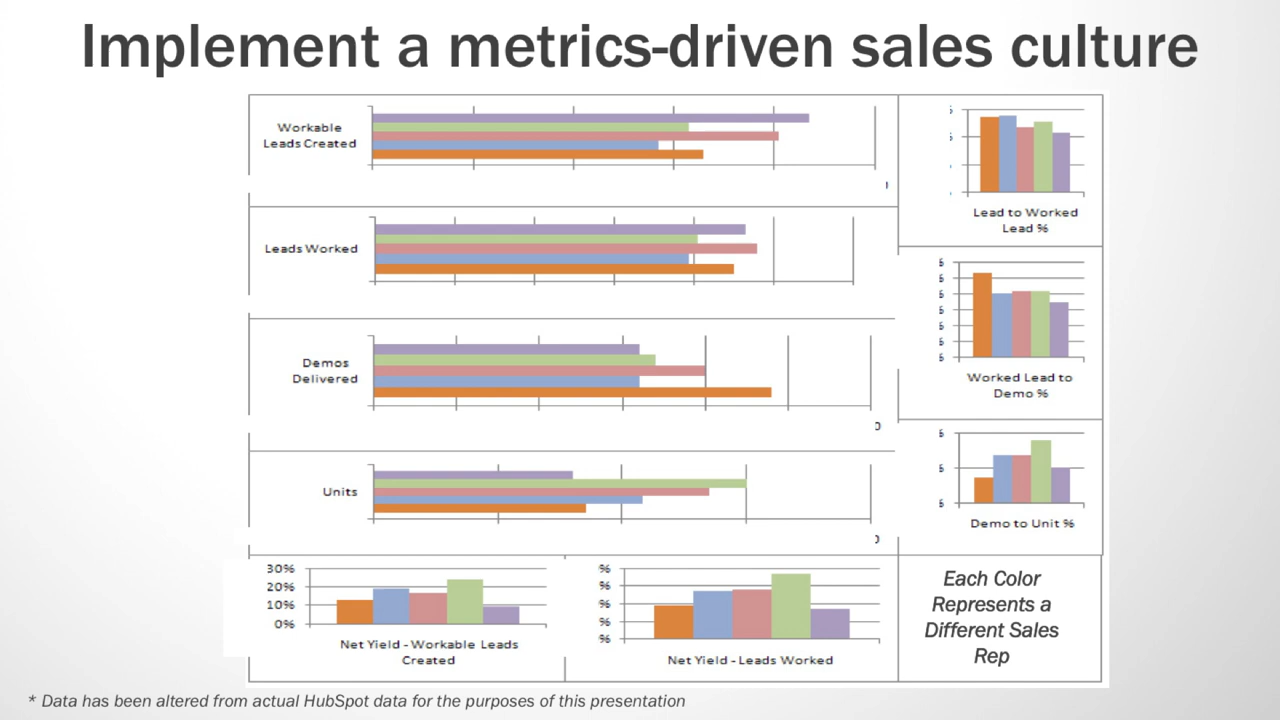 Implement a metrics-driven sales culture
Workable
Leads Created
Leads Worked
Demos
Delivered
0
Units
0
Lead to Worked
Lead %
Worked Lead to
Demo %
Demo to Unit %
30%
20%
10%
0%
Net Yield - Workable Leads
Created
%
%
%
%
%
Net Yield - Leads Worked
Each Color
Represents a
Different Sales
Rep
* Data has been altered from actual HubSpot data for the purposes of this presentation